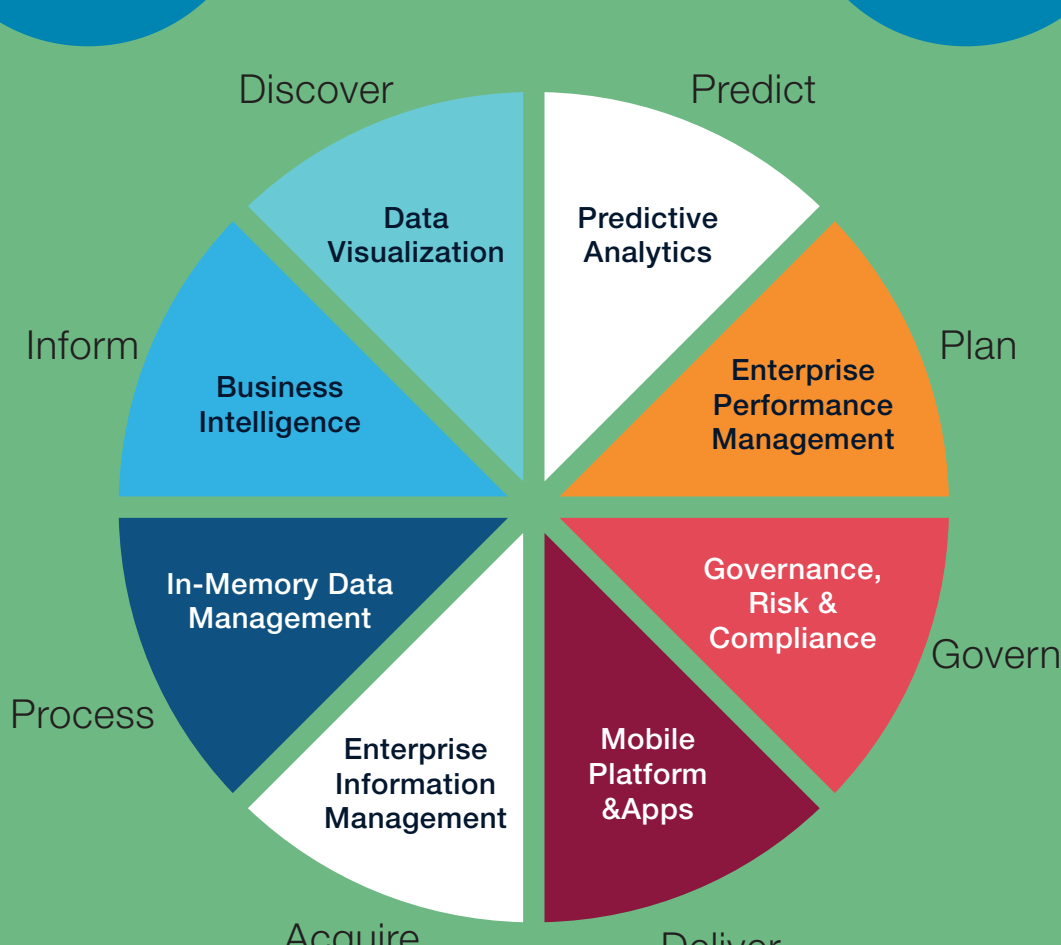 Discover
Predict
Data
Visualization
Predictive
Analytics
Inform
Plan
Business
Intelligence
Enterprise
Performance
Management
In-Memory Data
Management
Governance,
Risk &
Compliance
Govern
Process
Enterprise
Information
Management
Mobile
Platform
&Apps
Acquire
Deliver